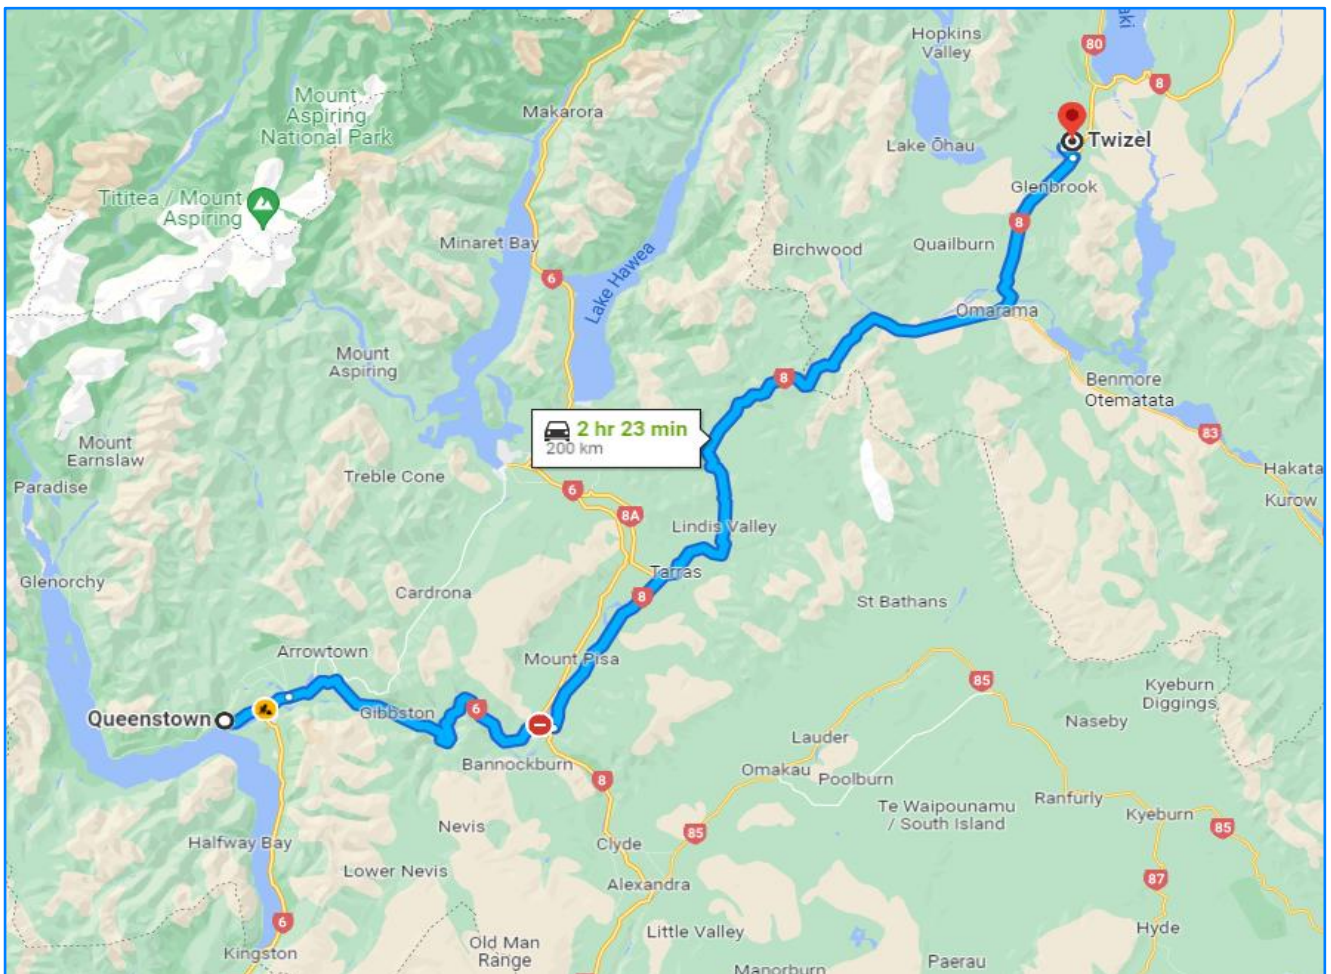 Hopkins
Valley
80
aki
8
Mount
Aspiring
National Park
Makarora
Lake Ōhau
Twizel
Glenbrook
Tititea / Mount
Aspiring
8
Minaret Bay
Birchwood
Quailburn
6
Lake Hawea
Omarama
Mount
Aspiring
8
Benmore
Otematata
2 hr 23 min
200 km
83
Mount
Earnslaw
Treble Cone
Hakata
Paradise
6
Kurow
8A
Lindis Valley
Glenorchy
Tarras
Cardrona
8
St Bathans
Arrowtown
Mount Pisa
85
Kyeburn
Diggings
Queenstown
Gibbston
6
Naseby
Lauder
Bannockburn
8
Omakau
Poolburn
Te Waipounamu
/ South Island
Ranfurly
Kyeburn
85
Nevis
85
Halfway Bay
Clyde
Lower Nevis
Alexandra
87
6
Little Valley
Hyde
Kingston
Old Man
Range
Manorburn
Paerau